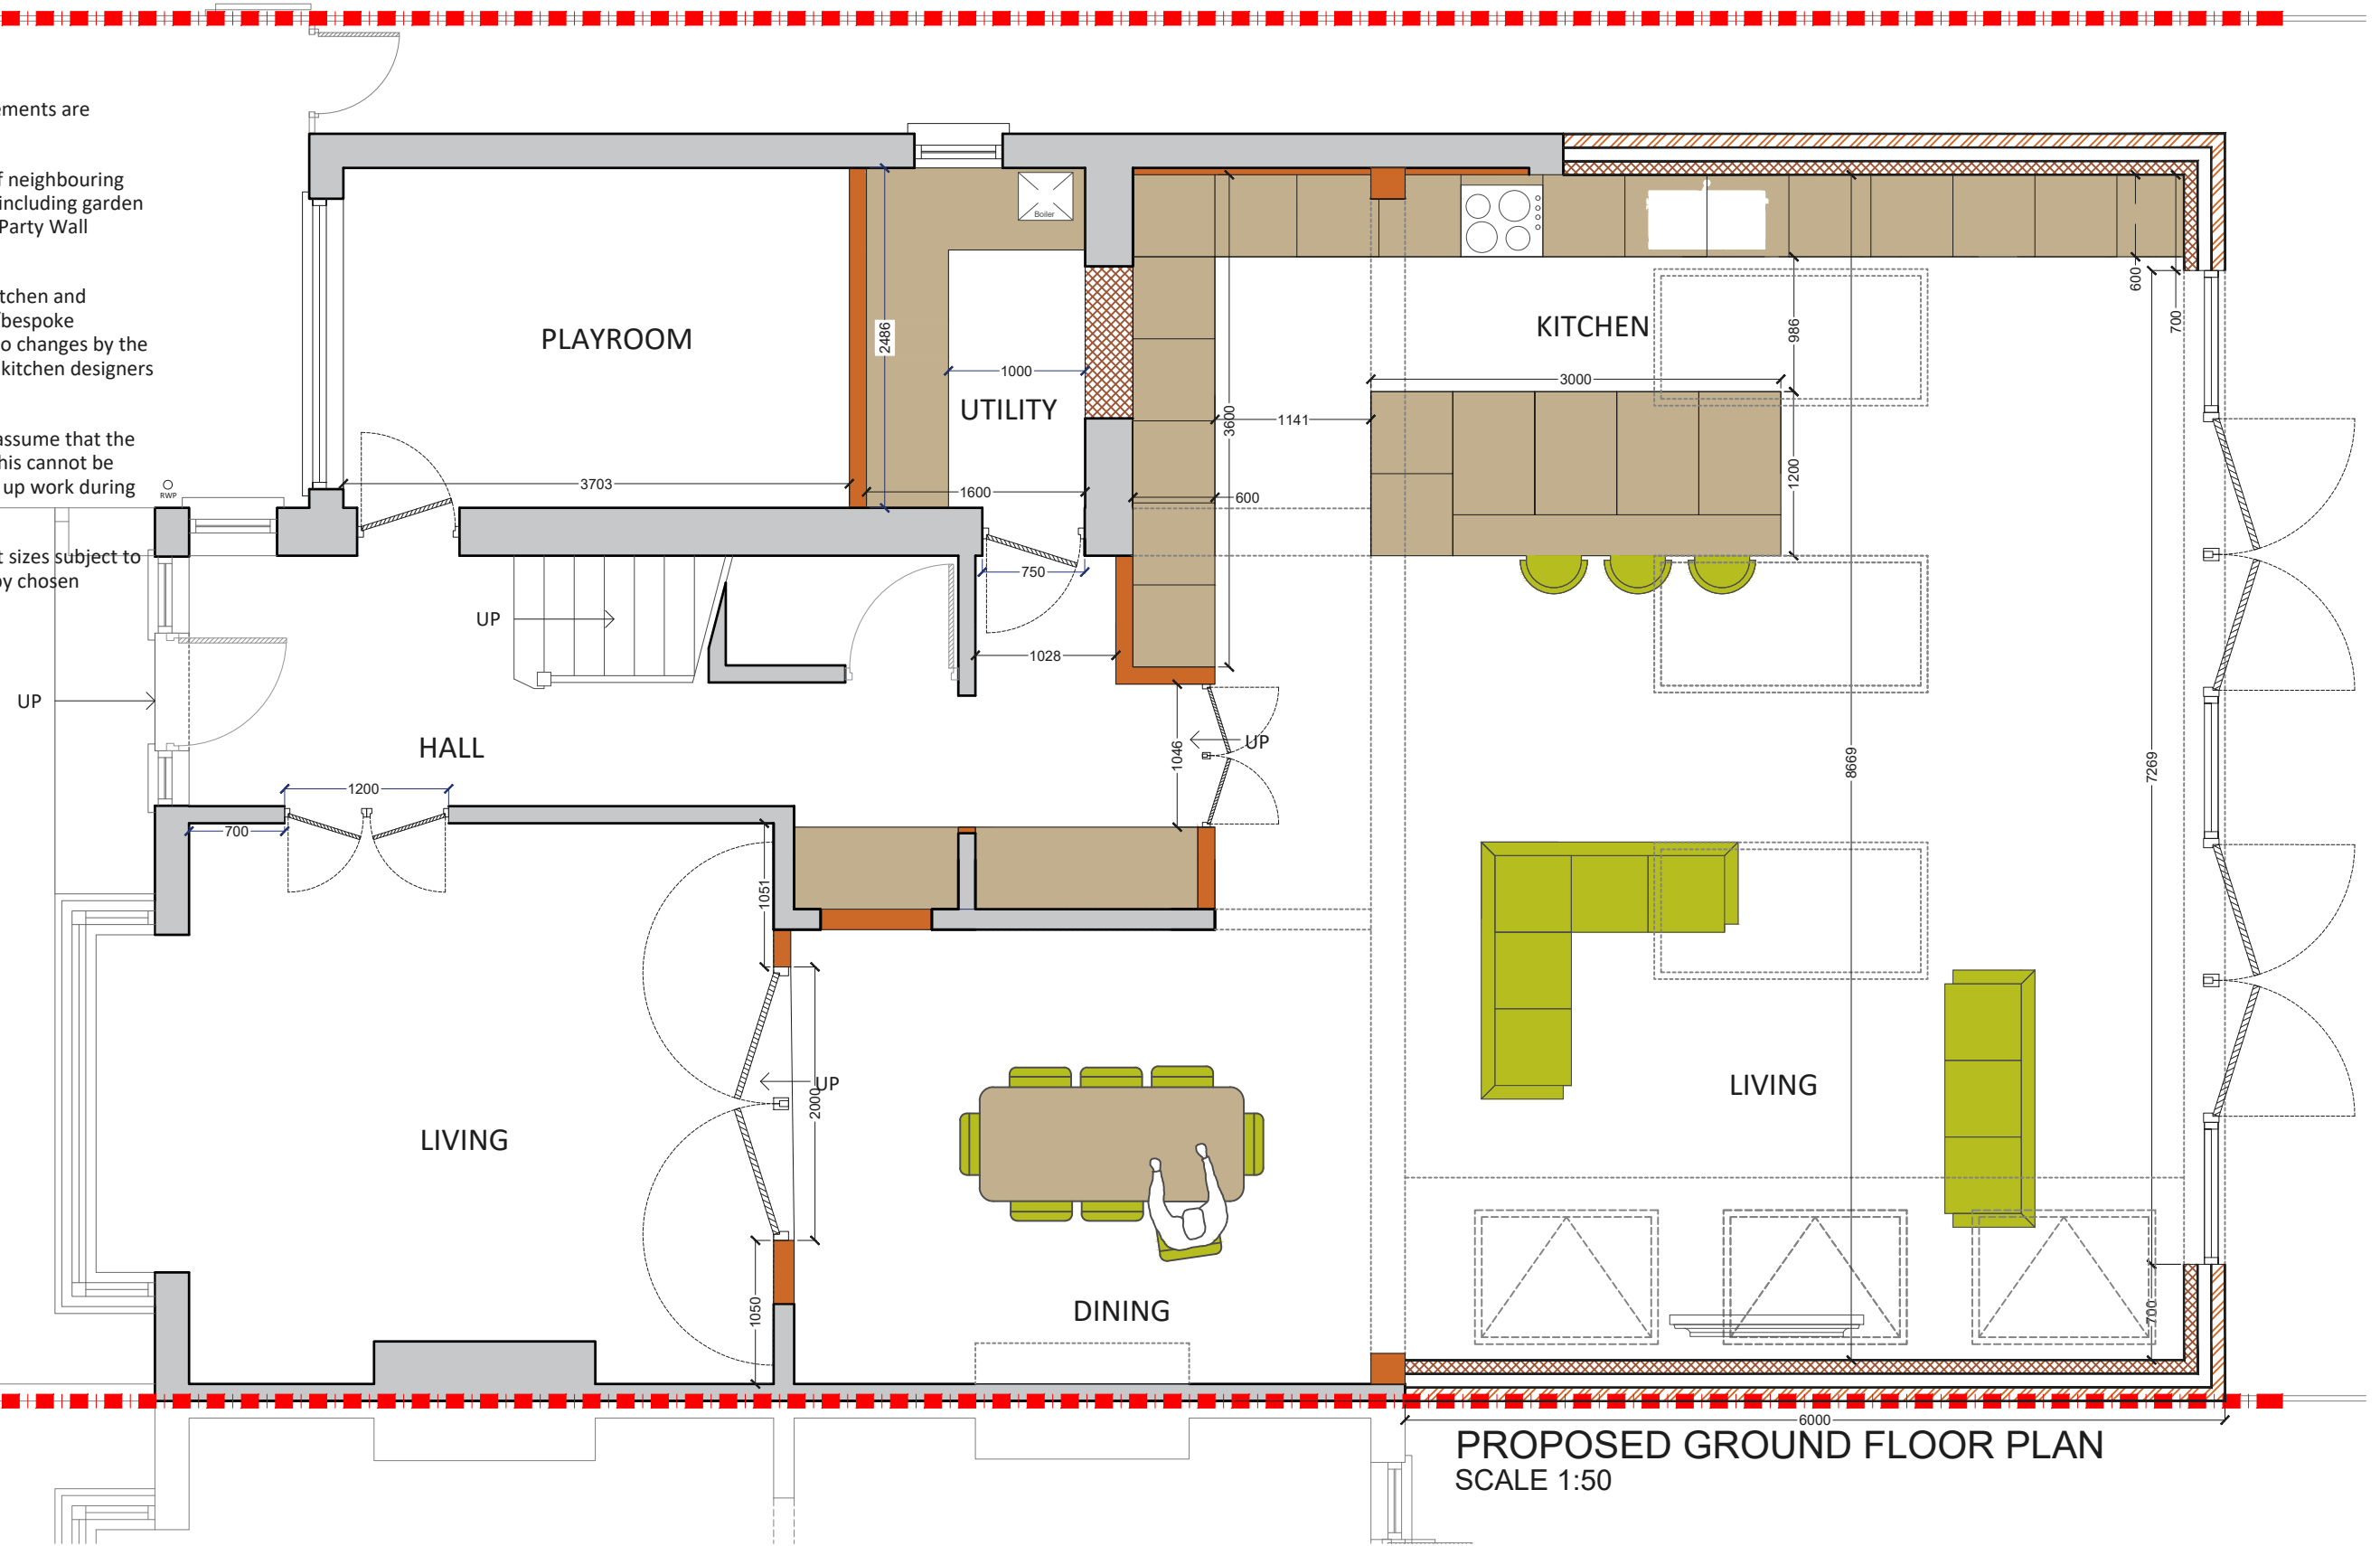 ements are
f neighbouring
including garden
Party Wall
tchen and
/bespoke
o changes by the
kitchen designers
assume that the
his cannot be
up work during
t sizes subject to
by chosen
RWP
Boiler
PLAYROOM
2486
1000
UTILITY
3703
1600
KITCHEN
986
600
700
3000
3600
1141
1200
600
UP
750
1028
UP
HALL
1046
UP
8669
7269
1200
700
1051
UP
2000
LIVING
LIVING
1050
DINING
700
6000
PROPOSED GROUND FLOOR PLAN
SCALE 1:50